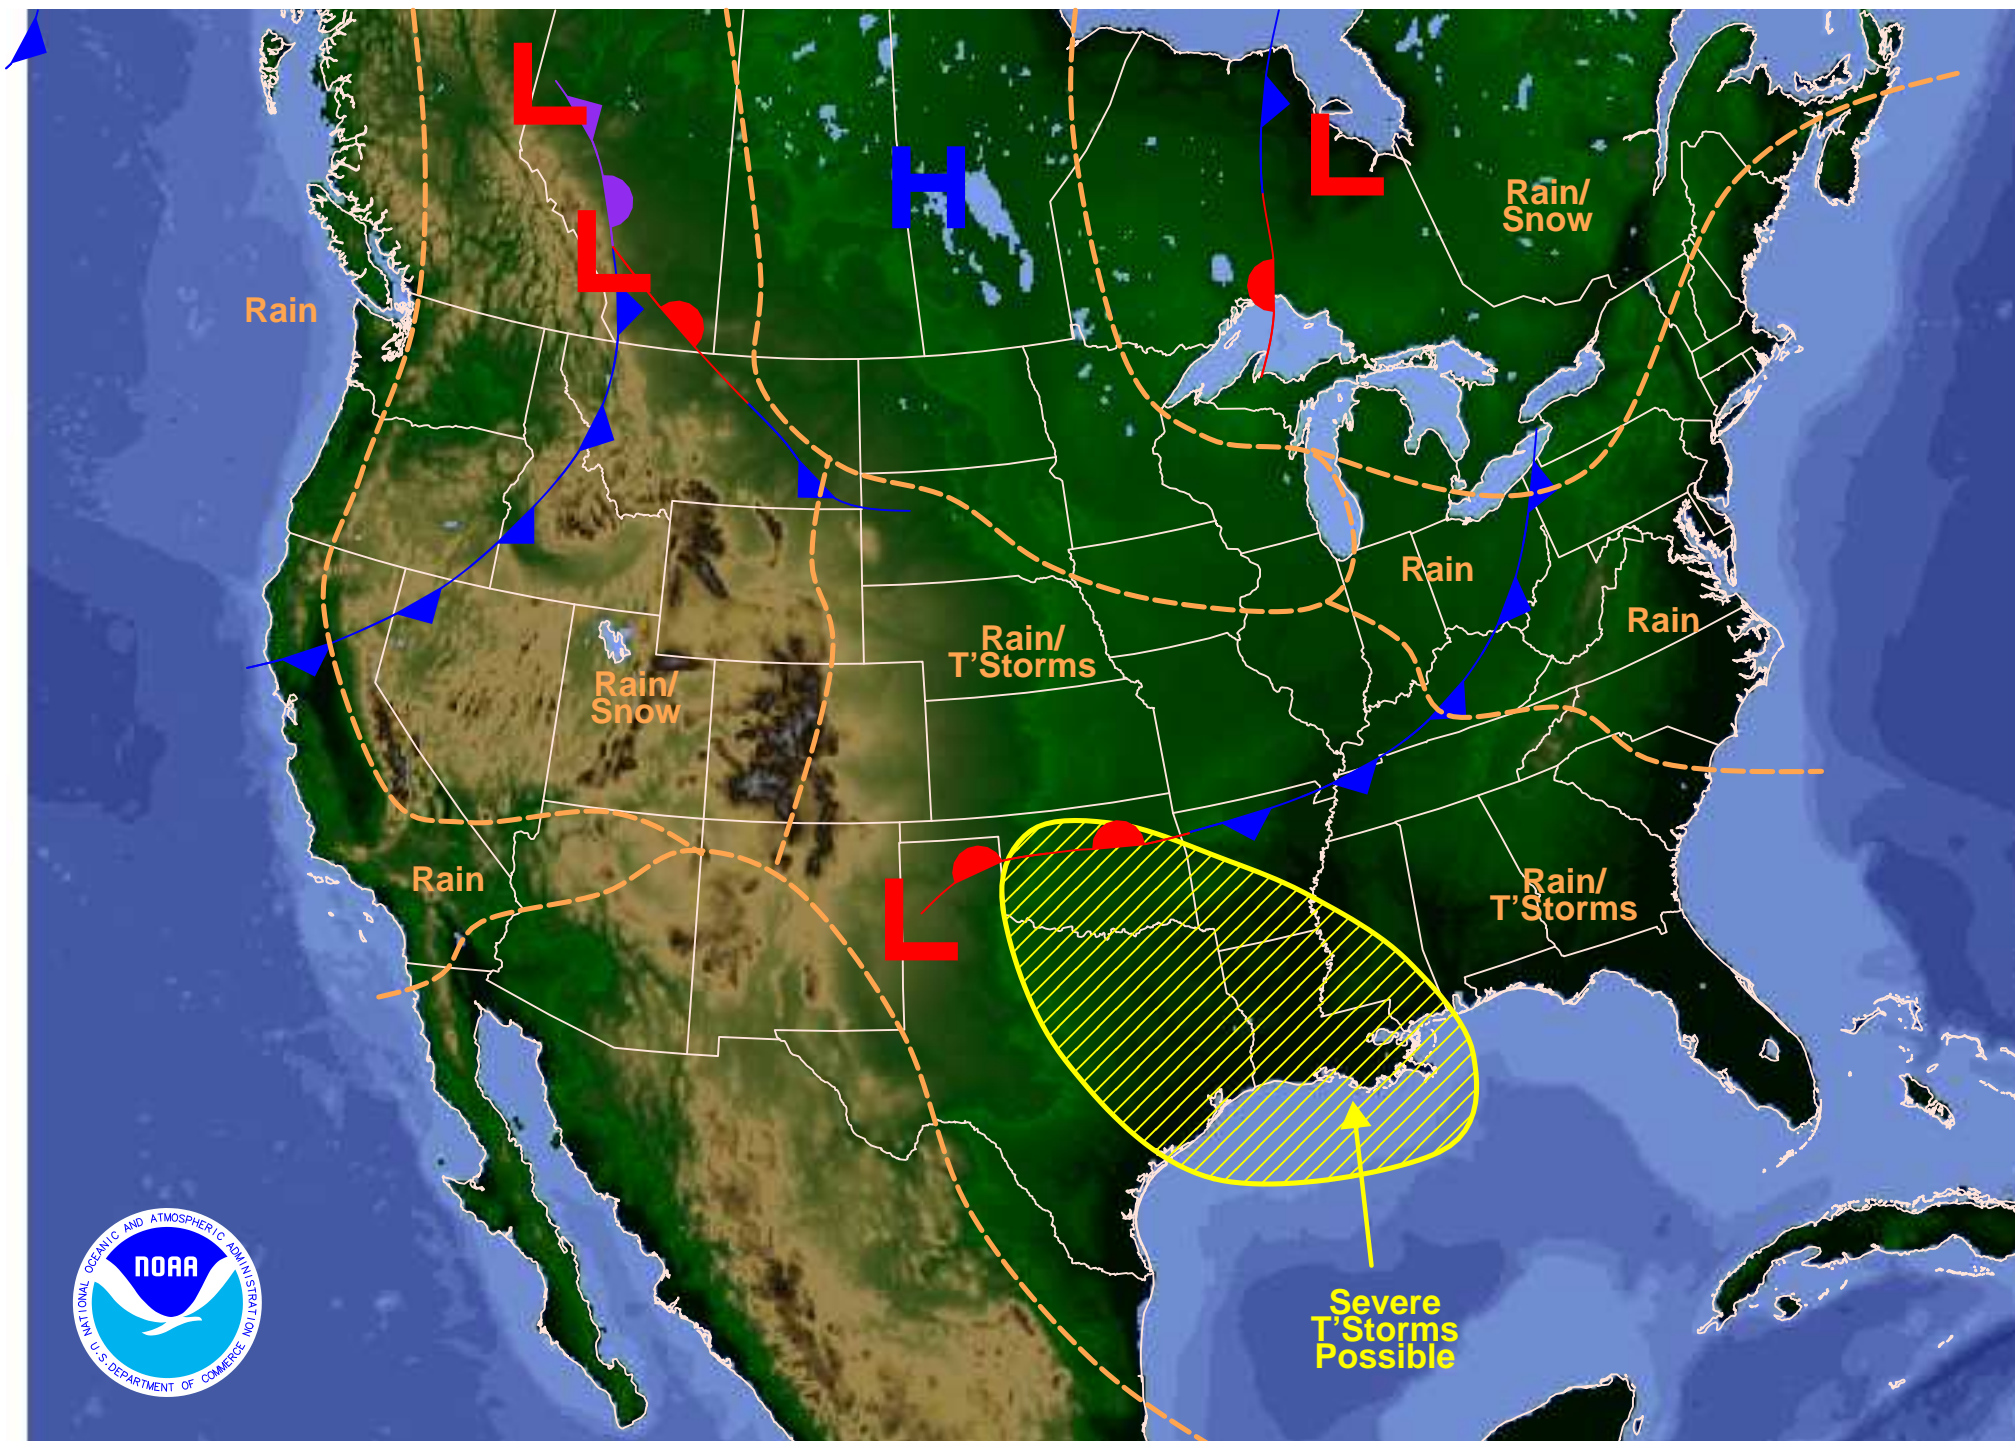 L
L
H
L
Rain/
Snow
Rain
Rain
Rain
Rain/
T'Storms
Rain/
Snow
Rain
Rain/
T'Storms
L
NATIONAL OCEANIC AND ATMOSPHERIC ADMINISTRATION
NOAA
U.S. DEPARTMENT OF COMMERCE
Severe
T'Storms
Possible